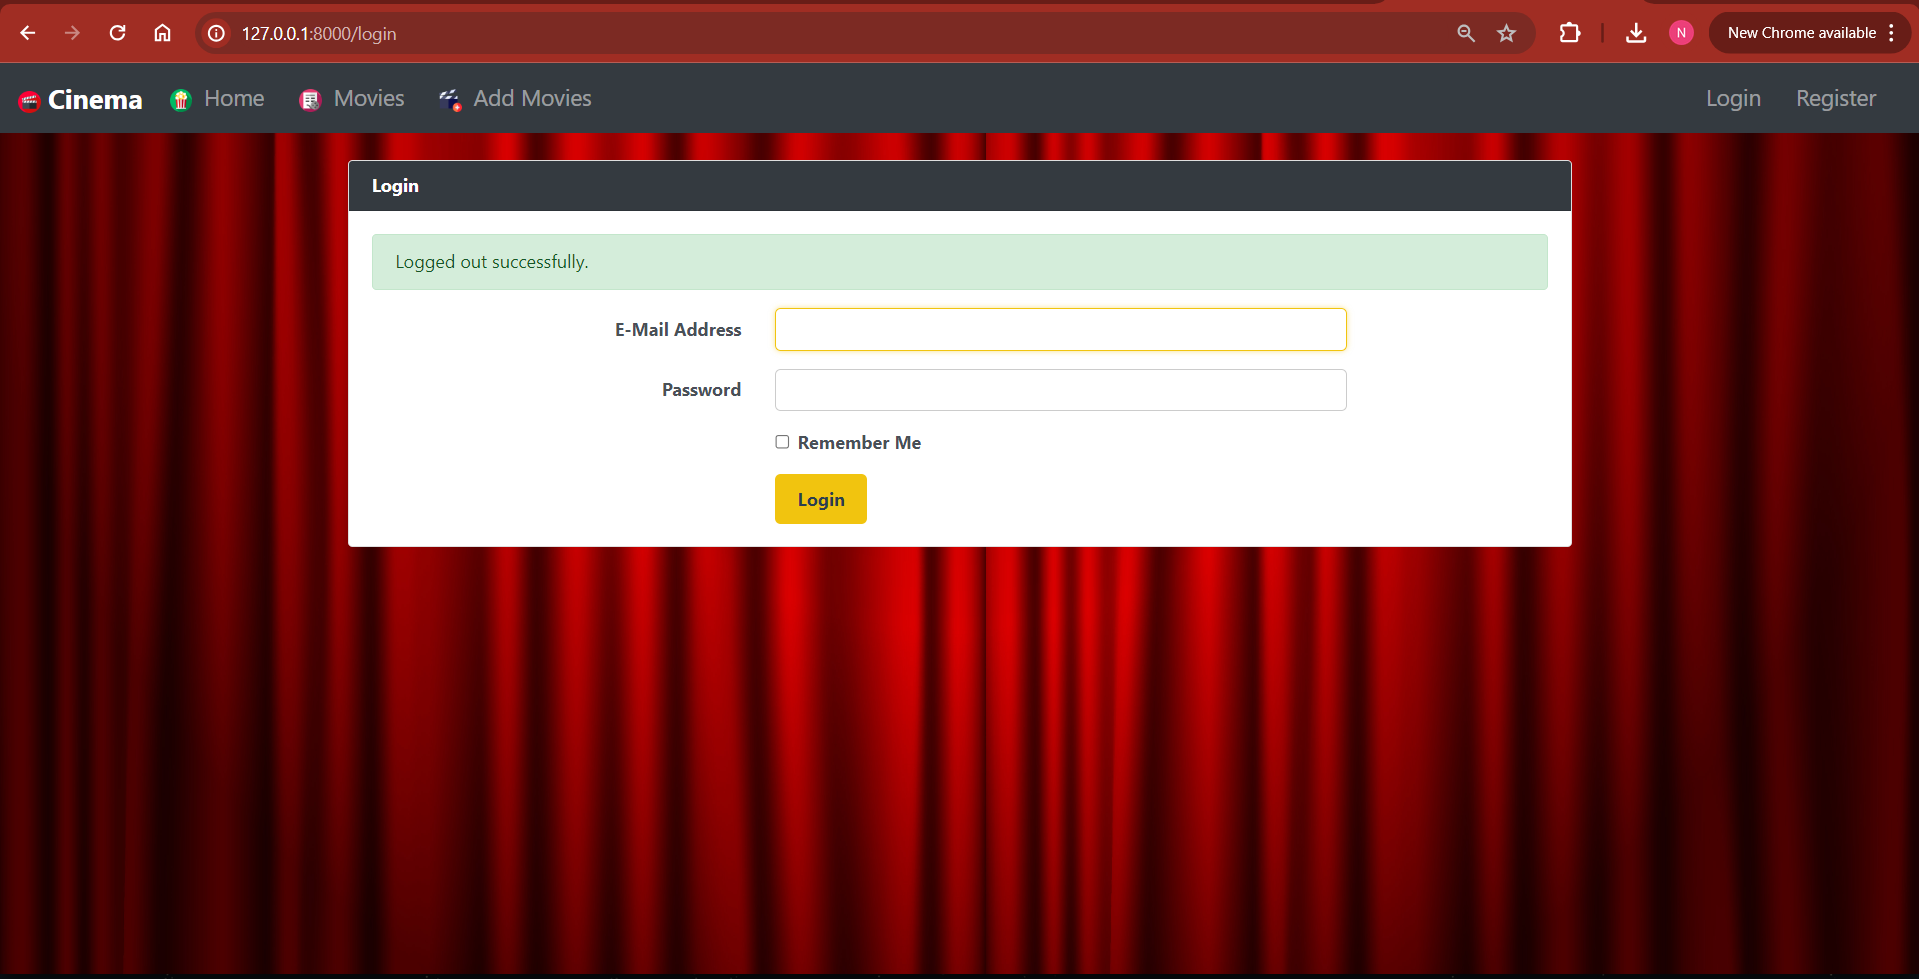 127.0.0.1:8000/login
N
New Chrome available
Cinema
Home
Movies
Add Movies
Login
Register
Login
Logged out successfully.
E-Mail Address
Password
Remember Me
Login